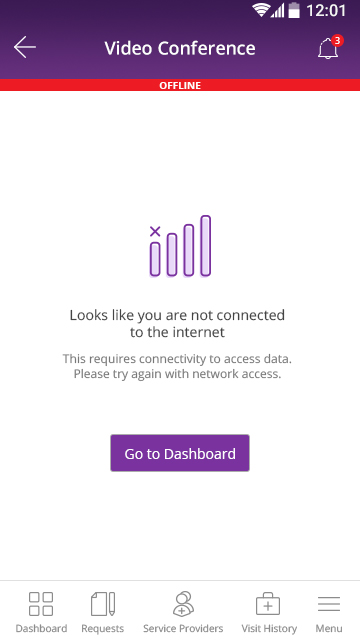 12:01
Video Conference
3
OFFLINE
Looks like you are not connected
to the internet
This requires connectivity to access data.
Please try again with network access.
Go to Dashboard
Dashboard
Requests
Service Providers
Visit History
Menu